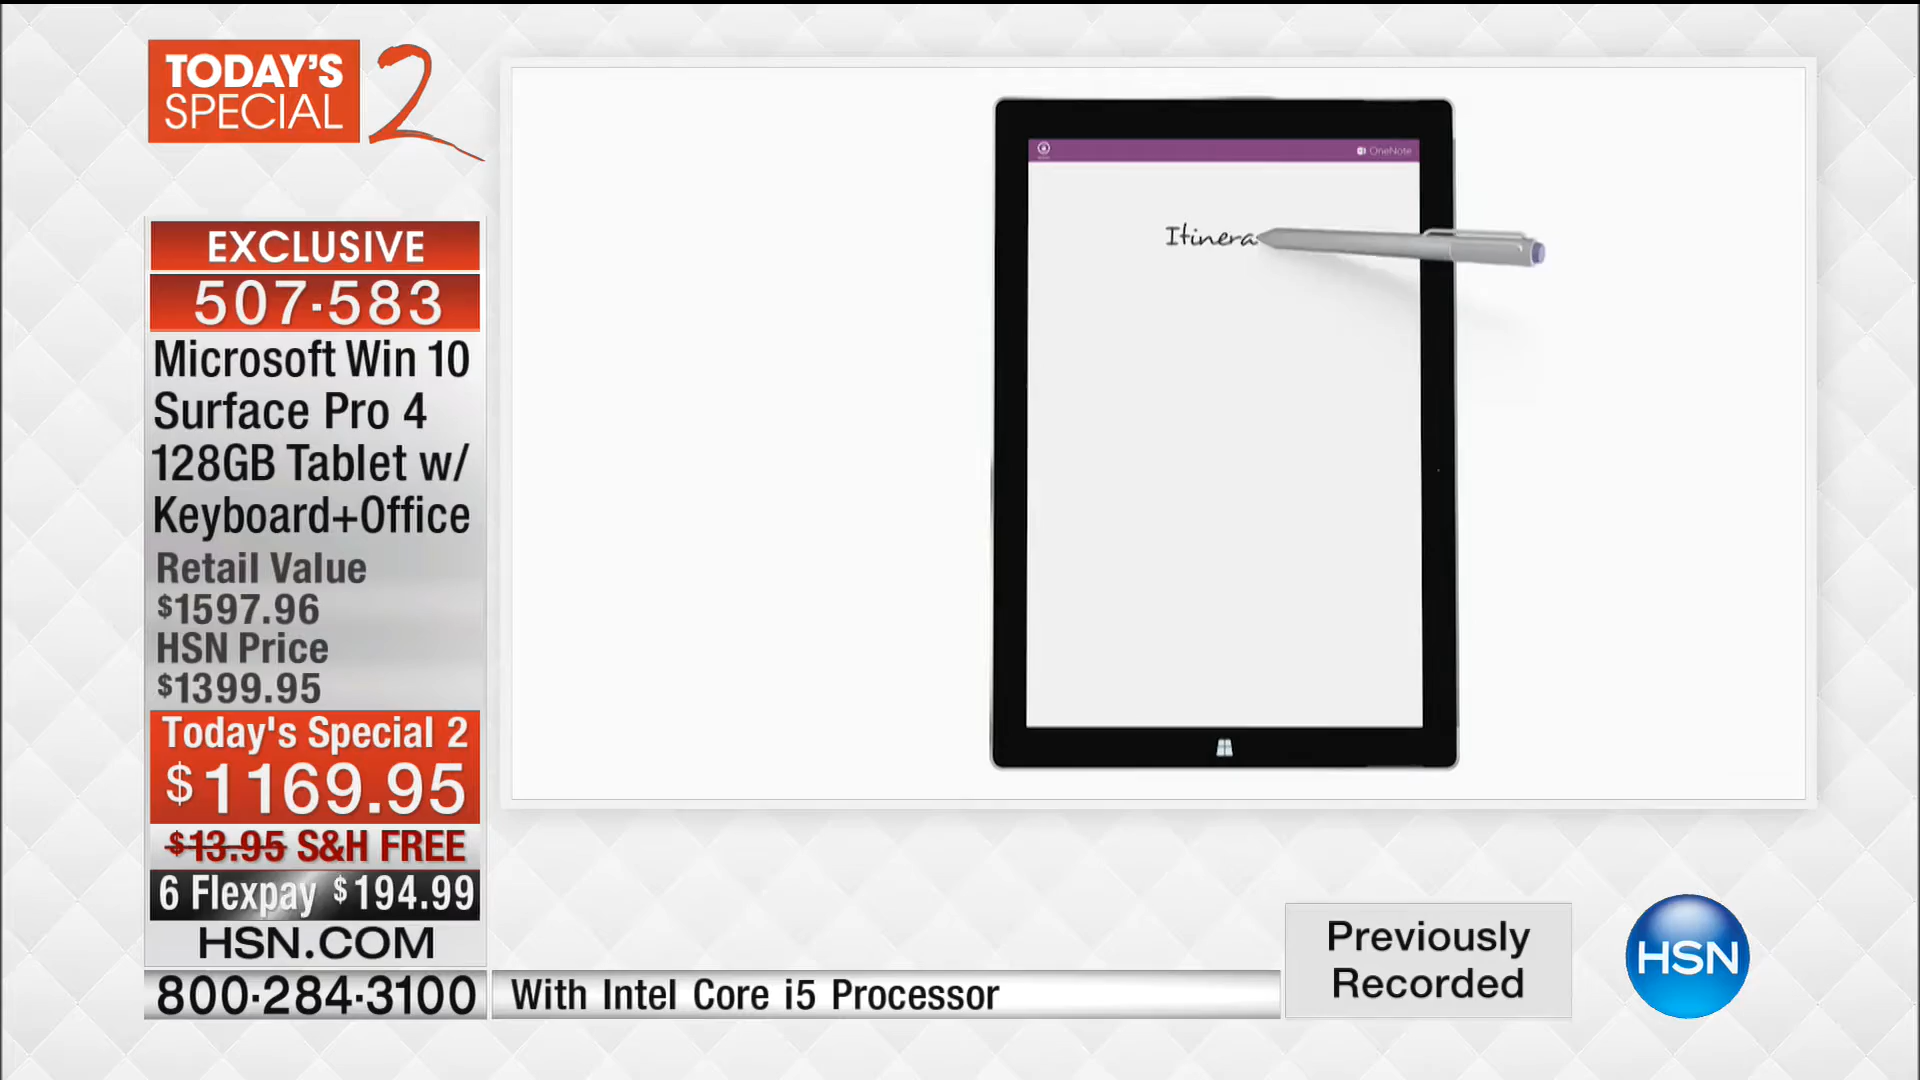 TODAY'S 2
SPECIAL
EXCLUSIVE
507·583
Microsoft Win 10
Surface Pro 4
128GB Tablet w/
Keyboard+Office
Retail Value
$1597.96
HSN Price
$1399.95
Today's Special 2
$1169.95
$13.95 S&H FREE
6 Flexpay $194.99
HSN.COM
800·284·3100
OneNote
Itinera
With Intel Core i5 Processor
Previously
Recorded
HSN